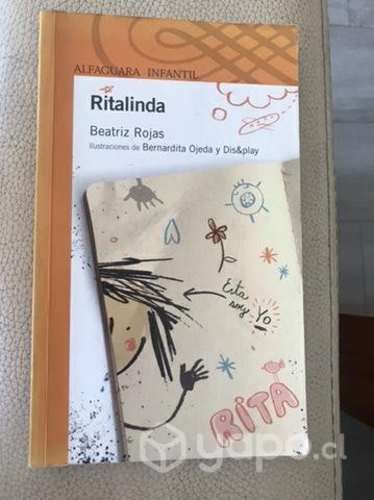 ALFAGUARA INFANTIL
Ritalinda
Beatriz Rojas
Ilustraciones de Bernardita Ojeda y Dis&play
Esta
soy Yo
RITA
yapo.cl